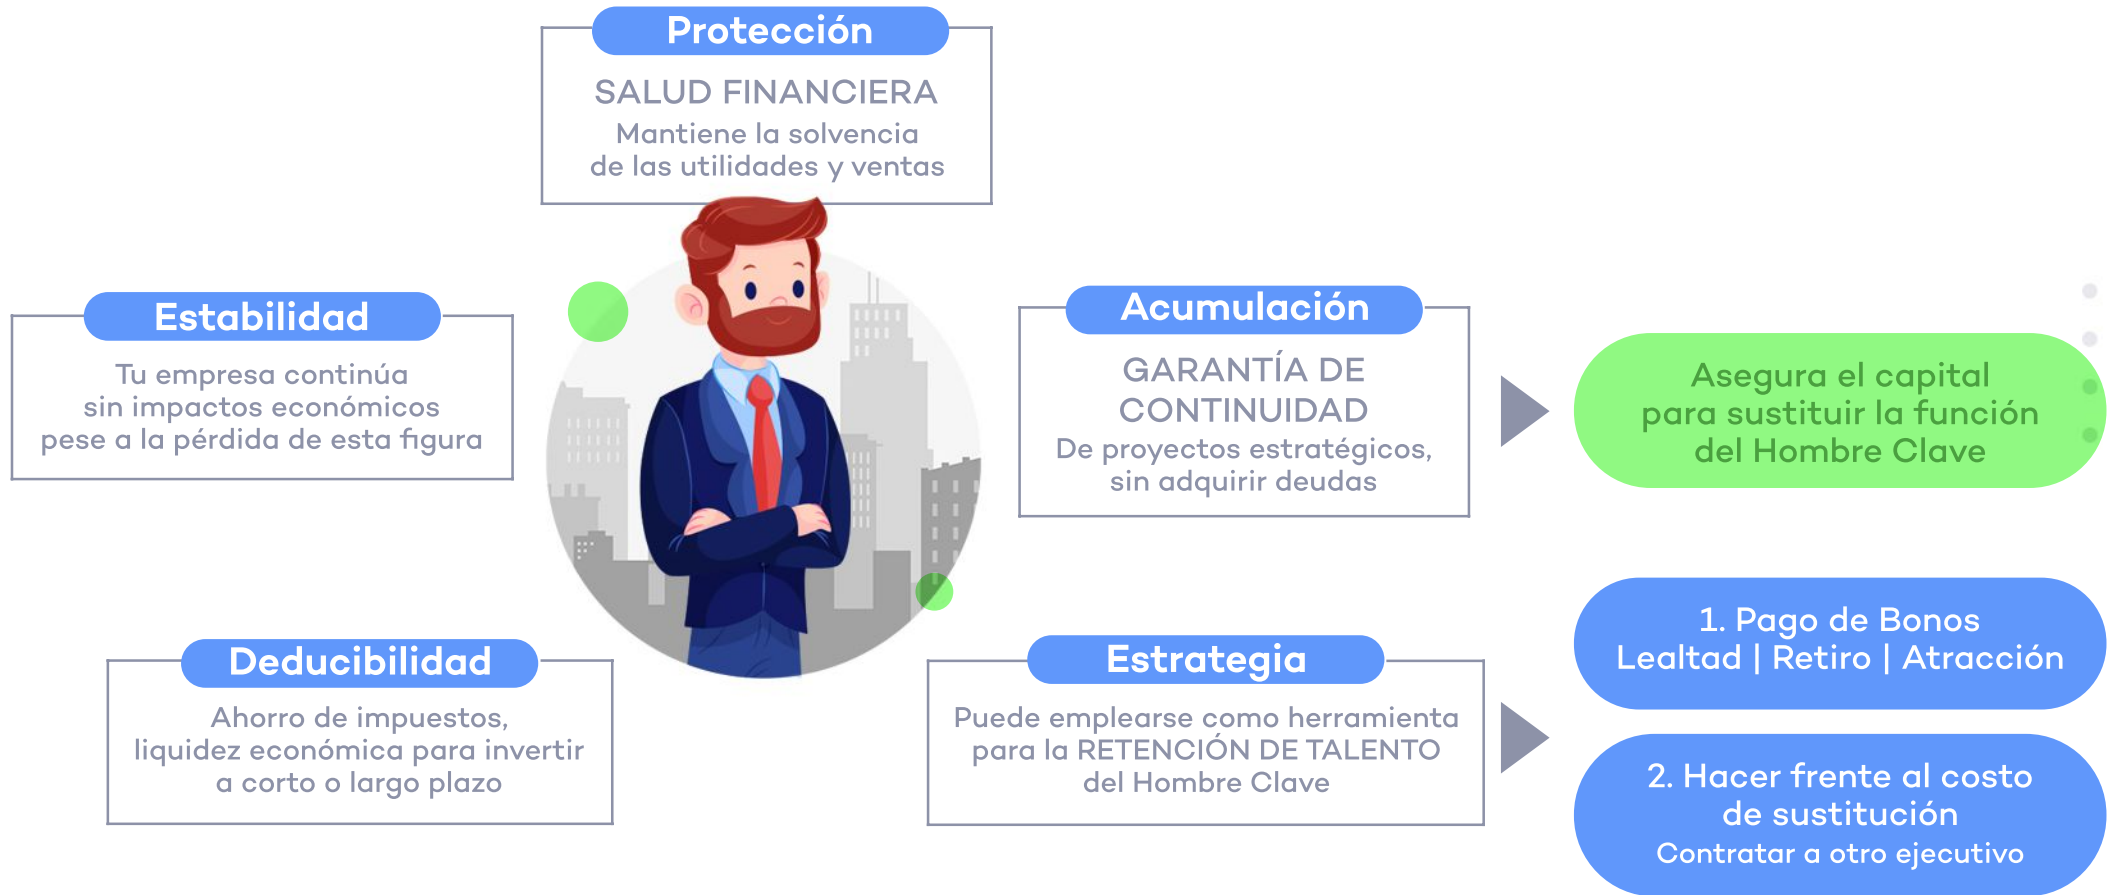 Protección
SALUD FINANCIERA
Mantiene la solvencia
de las utilidades y ventas
Estabilidad
Tu empresa continúa
sin impactos económicos
pese a la pérdida de esta figura
Acumulación
GARANTÍA DE
CONTINUIDAD
De proyectos estratégicos,
sin adquirir deudas
Asegura el capital
para sustituir la función
del Hombre Clave
Deducibilidad
Ahorro de impuestos,
liquidez económica para invertir
a corto o largo plazo
Estrategia
Puede emplearse como herramienta
para la RETENCIÓN DE TALENTO
del Hombre Clave
1. Pago de Bonos
Lealtad | Retiro | Atracción
2. Hacer frente al costo
de sustitución
Contratar a otro ejecutivo